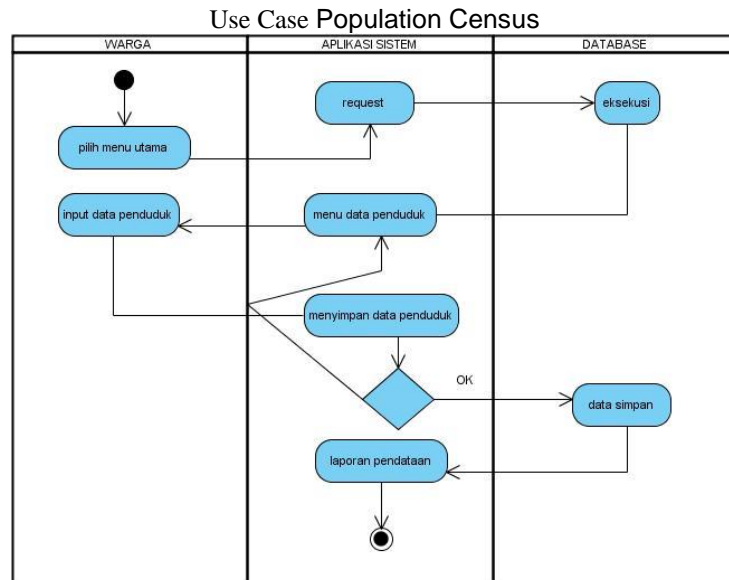 Use Case Population Census
WARGA
APLIKASI SISTEM
DATABASE
request
eksekusi
pilih menu utama
input data penduduk
menu data penduduk
menyimpan data penduduk
OK
data simpan
laporan pendataan